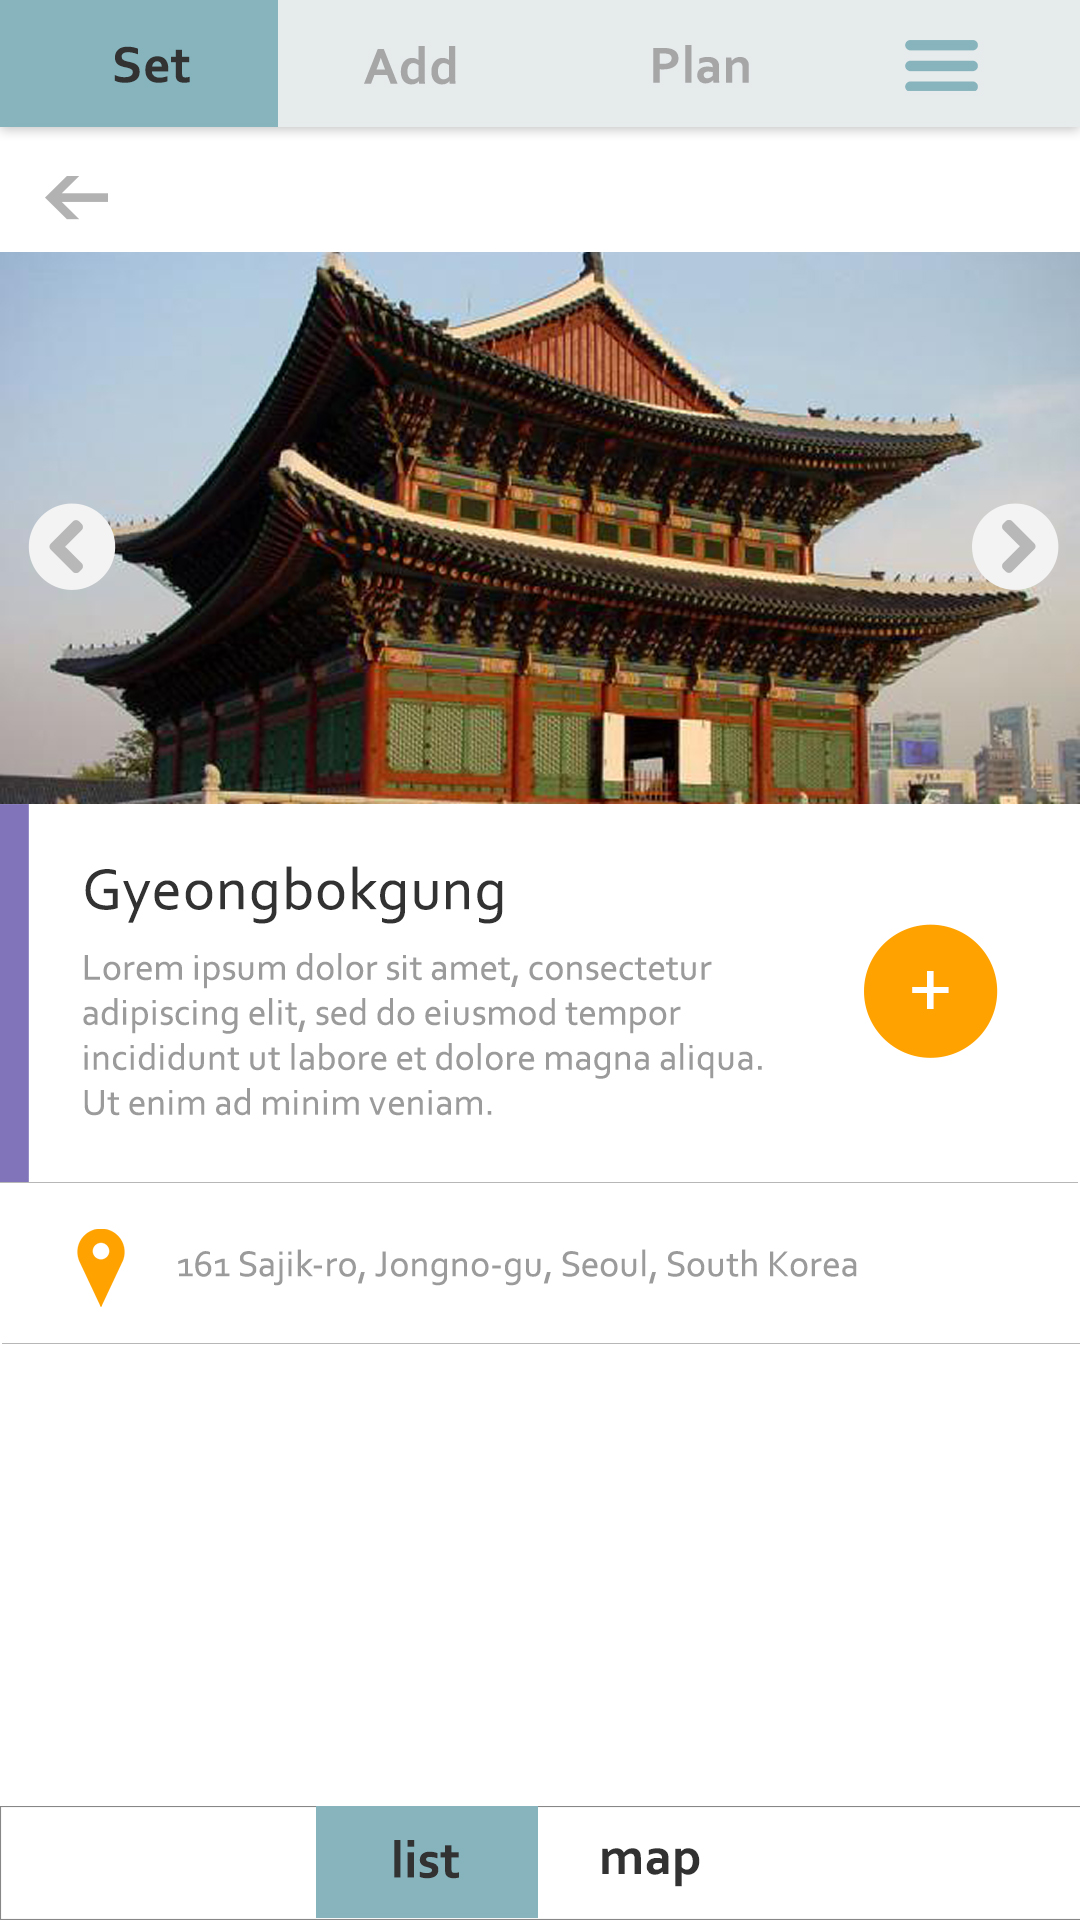 Set
Add
Plan
Gyeongbokgung
Lorem ipsum dolor sit amet, consectetur
adipiscing elit, sed do eiusmod tempor
incididunt ut labore et dolore magna aliqua.
Ut enim ad minim veniam.
161 Sajik-ro, Jongno-gu, Seoul, South Korea
list
map